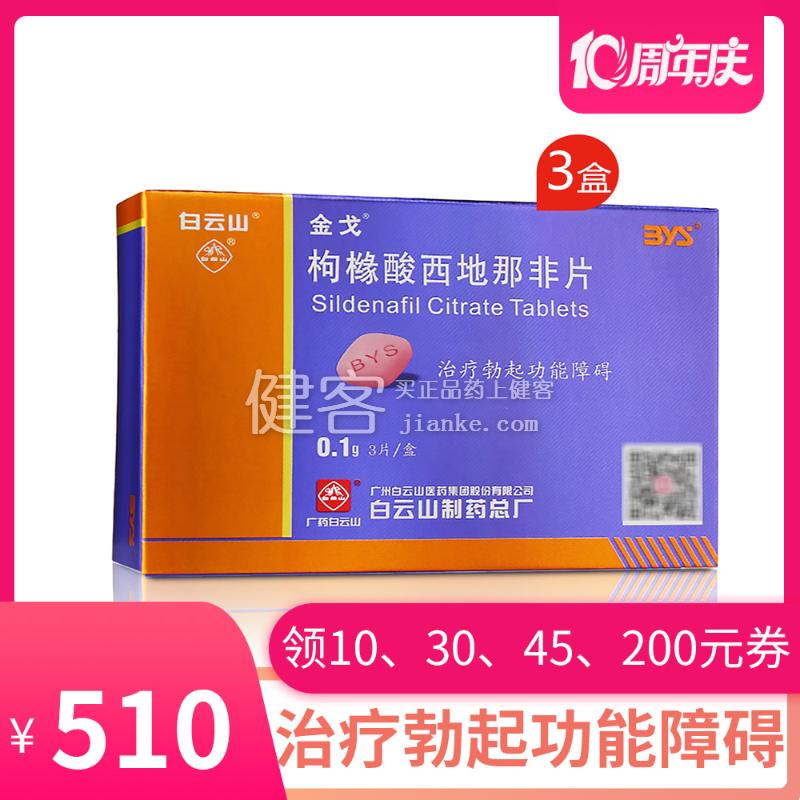 10周年庆
3盒
白云山®
白云山
®
金戈®
BYS®
枸橼酸西地那非片
Sildenafil Citrate Tablets
BYS
治疗勃起功能障碍
健客
买正品药上健客
jianke.com
0.1g 3片/盒
广药白云山
广州白云山医药集团股份有限公司
白云山制药总厂
BYS
领10、30、45、200元券
¥510
治疗勃起功能障碍